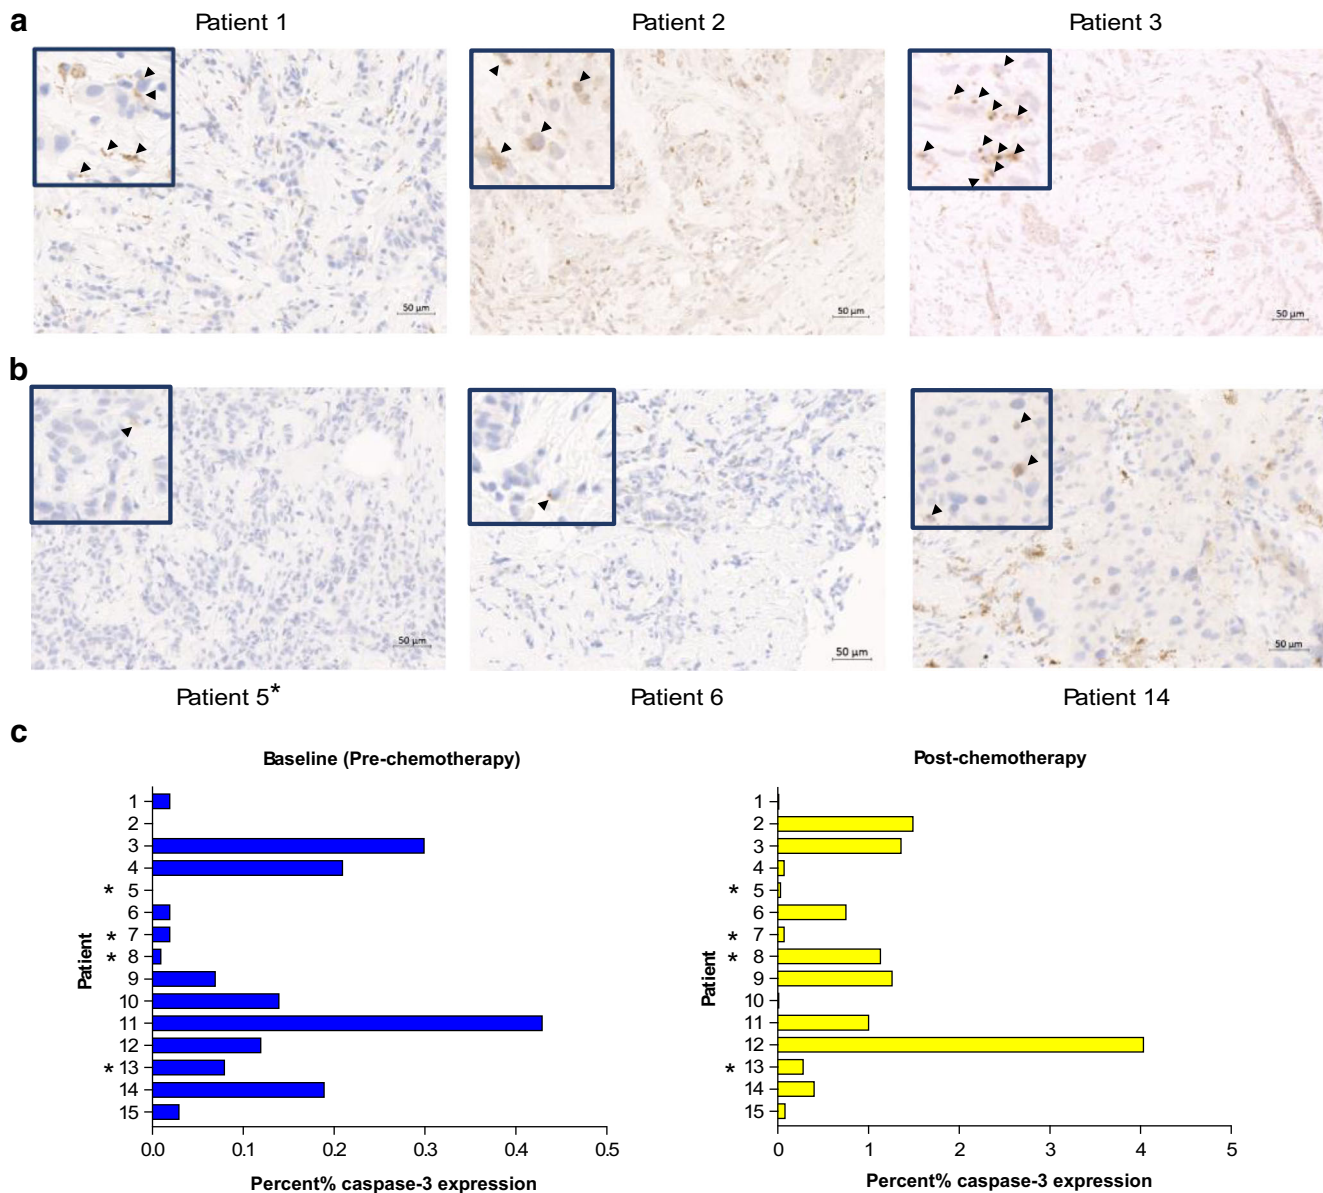 a
Patient 1
Patient 2
Patient 3
50 µm
50 µm
50 µm
b
50 µm
50 µm
50 µm
Patient 5*
Patient 6
Patient 14
c
Baseline (Pre-chemotherapy)
Patient
1
2
3
4
* 5
6
* 7
* 8
9
10
11
12
* 13
14
15
0.0 0.1 0.2 0.3 0.4 0.5
Percent% caspase-3 expression
Post-chemotherapy
Patient
1
2
3
4
* 5
6
* 7
* 8
9
10
11
12
* 13
14
15
0 1 2 3 4 5
Percent% caspase-3 expression